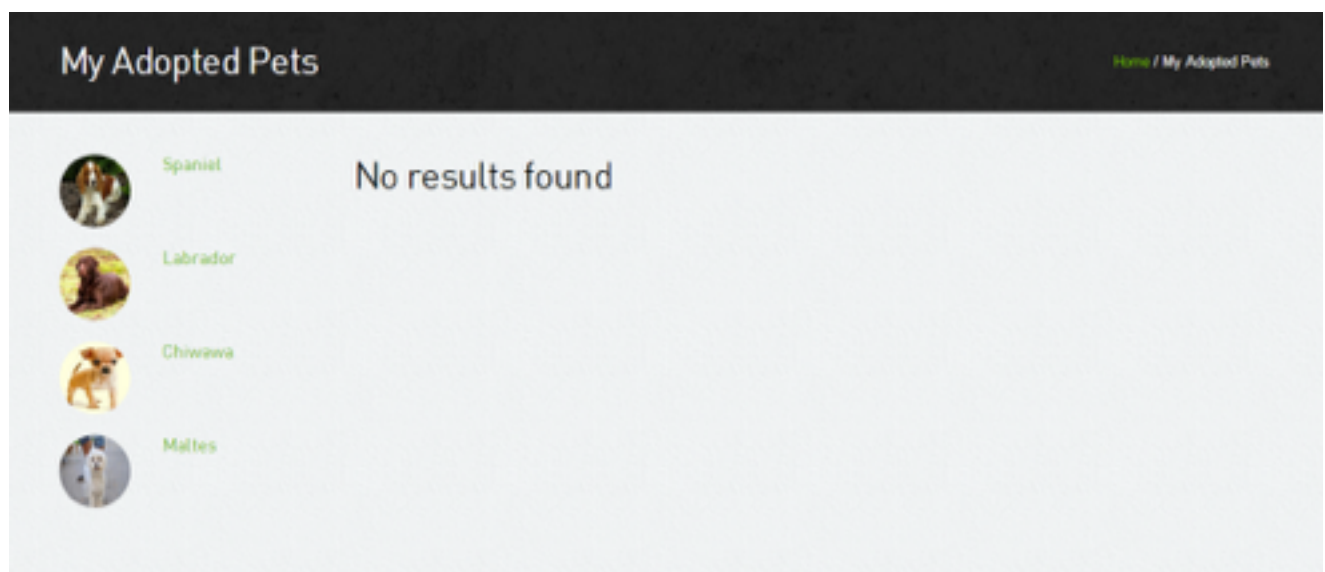 My Adopted Pets
Home / My Adopted Pets
Spaniel
No results found
Labrador
Chiwawa
Maltes